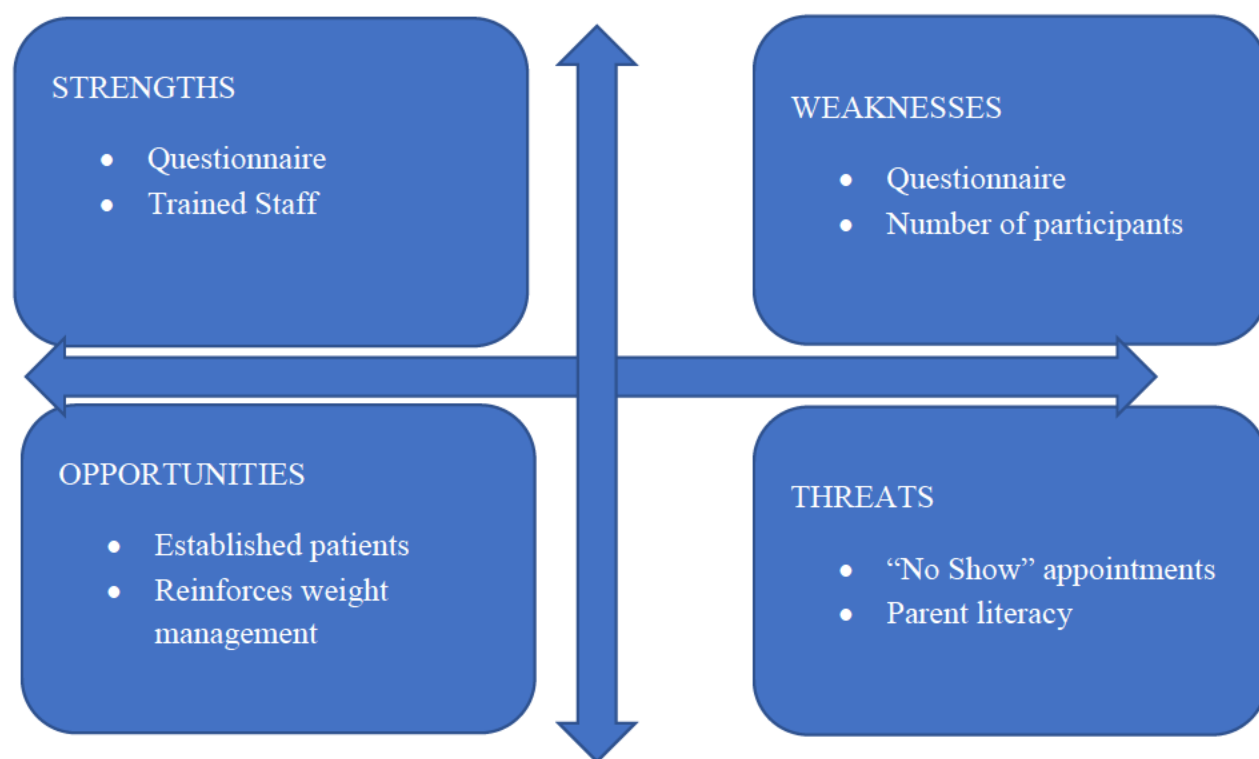 STRENGTHS
● Questionnaire
● Trained Staff
WEAKNESSES
● Questionnaire
● Number of participants
OPPORTUNITIES
● Established patients
● Reinforces weight
management
THREATS
● “No Show” appointments
● Parent literacy